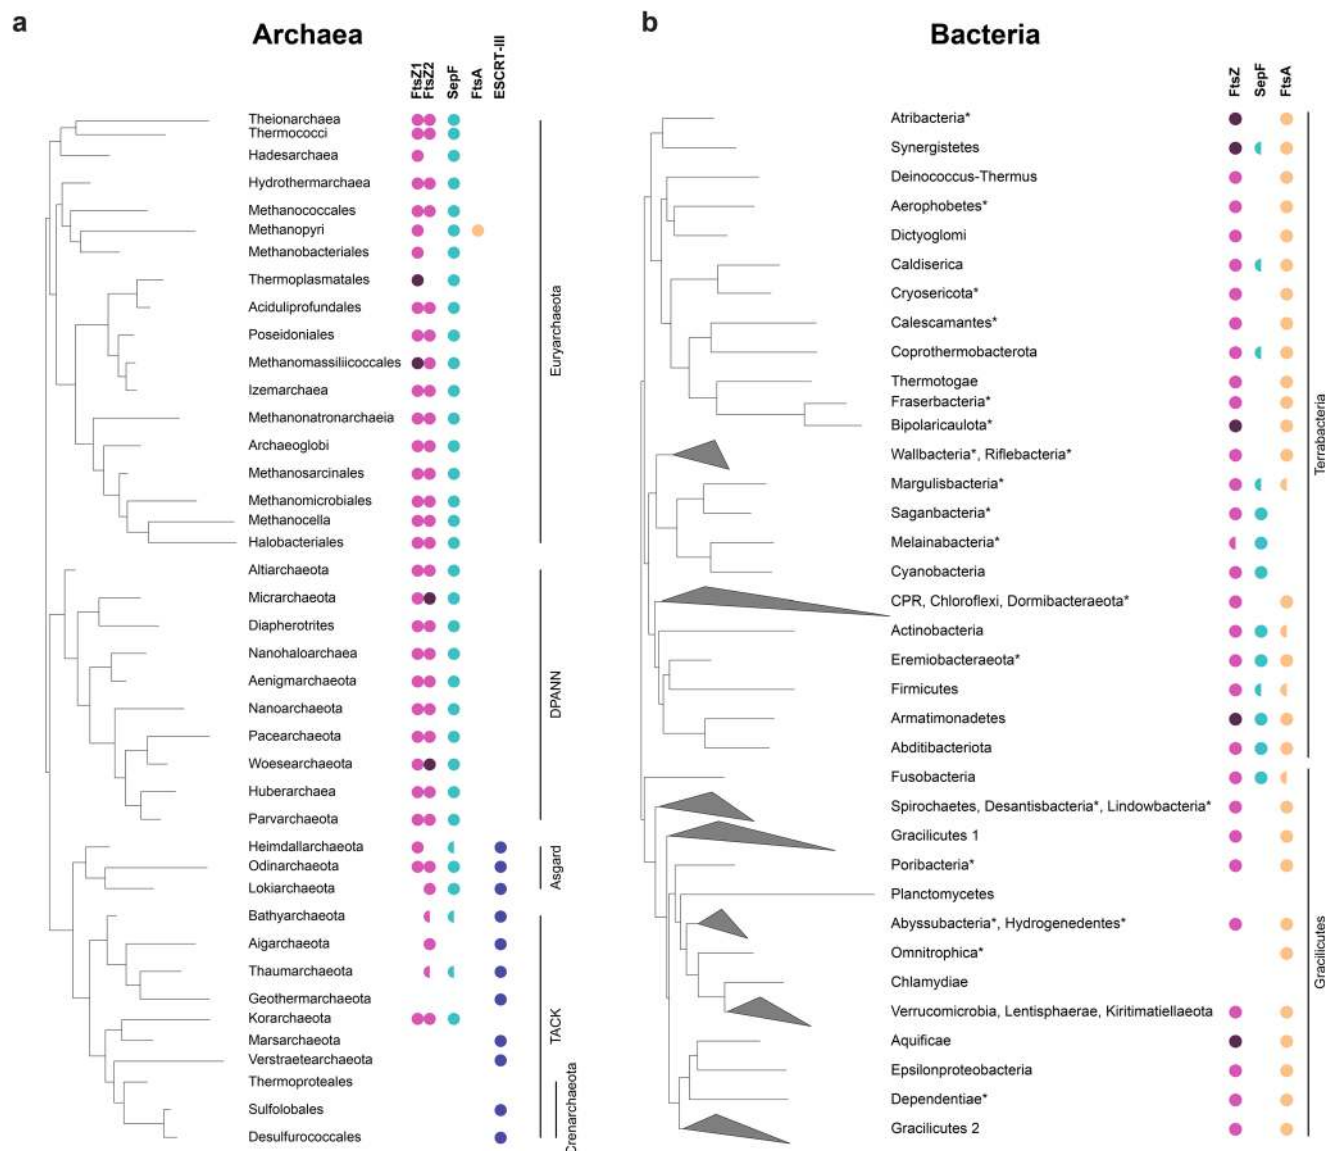 a
Archaea
FtsZ1
FtsZ2
SepF
FtsA
ESCRT-III
Theionarchaea
Thermococci
Hadesarchaea
Hydrothermarchaea
Methanococcales
Methanopyri
Methanobacteriales
Thermoplasmatales
Aciduliprofundales
Poseidoniales
Methanomassiliicoccales
Izemarchaea
Methanonatronarchaeia
Archaeoglobi
Methanosarcinales
Methanomicrobiales
Methanocella
Halobacteriales
Altiarchaeota
Micrarchaeota
Diapherotrites
Nanohaloarchaea
Aenigmarchaeota
Nanoarchaeota
Pacearchaeota
Woesearchaeota
Huberarchaea
Parvarchaeota
Heimdallarchaeota
Odinarchaeota
Lokiarchaeota
Bathyarchaeota
Aigarchaeota
Thaumarchaeota
Geothermarchaeota
Korarchaeota
Marsarchaeota
Verstraetearchaeota
Thermoproteales
Sulfolobales
Desulfurococcales
Euryarchaeota
DPANN
Asgard
TACK
Crenarchaeota
b
Bacteria
FtsZ
SepF
FtsA
Atribacteria*
Synergistetes
Deinococcus-Thermus
Aerophobetes*
Dictyoglomi
Caldiserica
Cryosericota*
Calescamantes*
Coprothermobacterota
Thermotogae
Fraserbacteria*
Bipolaricaulota*
Wallbacteria*, Riflebacteria*
Margulisbacteria*
Saganbacteria*
Melainabacteria*
Cyanobacteria
CPR, Chloroflexi, Dormibacteraeota*
Actinobacteria
Eremiobacteraeota*
Firmicutes
Armatimonadetes
Abditibacteriota
Fusobacteria
Spirochaetes, Desantisbacteria*, Lindowbacteria*
Gracilicutes 1
Poribacteria*
Planctomycetes
Abyssubacteria*, Hydrogenedentes*
Omnitrophica*
Chlamydiae
Verrucomicrobia, Lentisphaerae, Kiritimatiellaeota
Aquificae
Epsilonproteobacteria
Dependentiae*
Gracilicutes 2
Terrabacteria
Gracilicutes